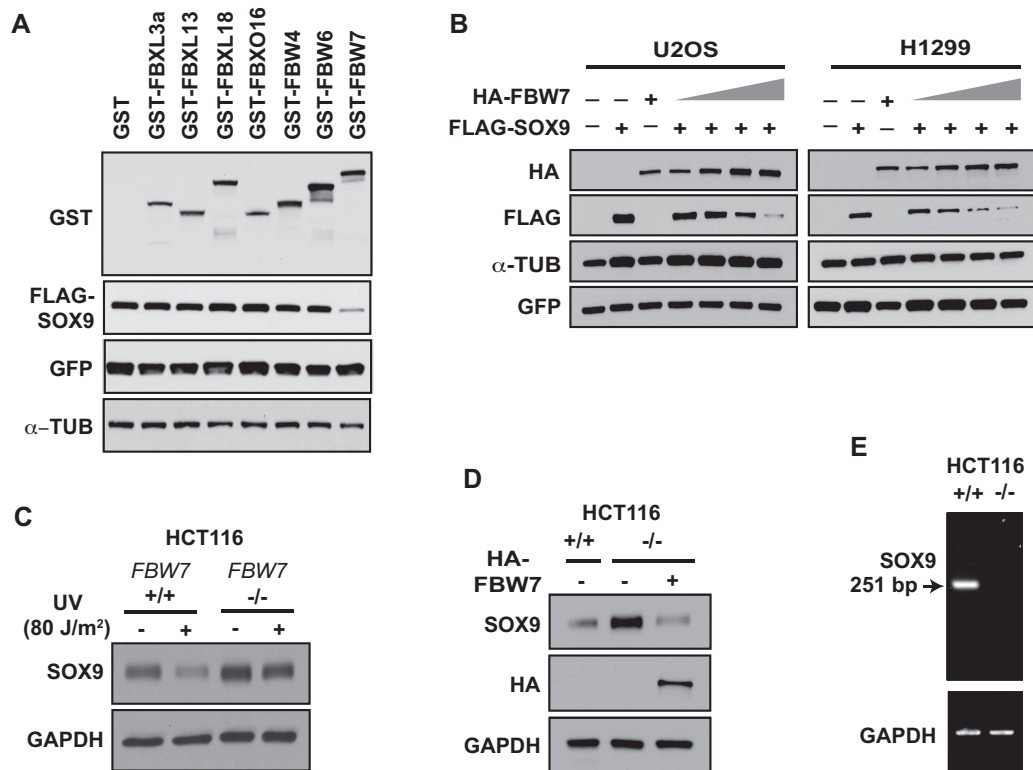 A
GST
GST-FBXL3a
GST-FBXL13
GST-FBXL18
GST-FBXO16
GST-FBW4
GST-FBW6
GST-FBW7
GST
FLAG-
SOX9
GFP
α–TUB
B
U2OS H1299
HA-FBW7 – – + – – +
FLAG-SOX9 – + – + + + + – + – + + + +
HA
FLAG
α-TUB
GFP
C
HCT116
FBW7 FBW7
+/+ -/-
UV
(80 J/m²) - + - +
SOX9
GAPDH
D
HCT116
+/+ -/-
HA-
FBW7 - - +
SOX9
HA
GAPDH
E
HCT116
+/+ -/-
SOX9
251 bp
GAPDH